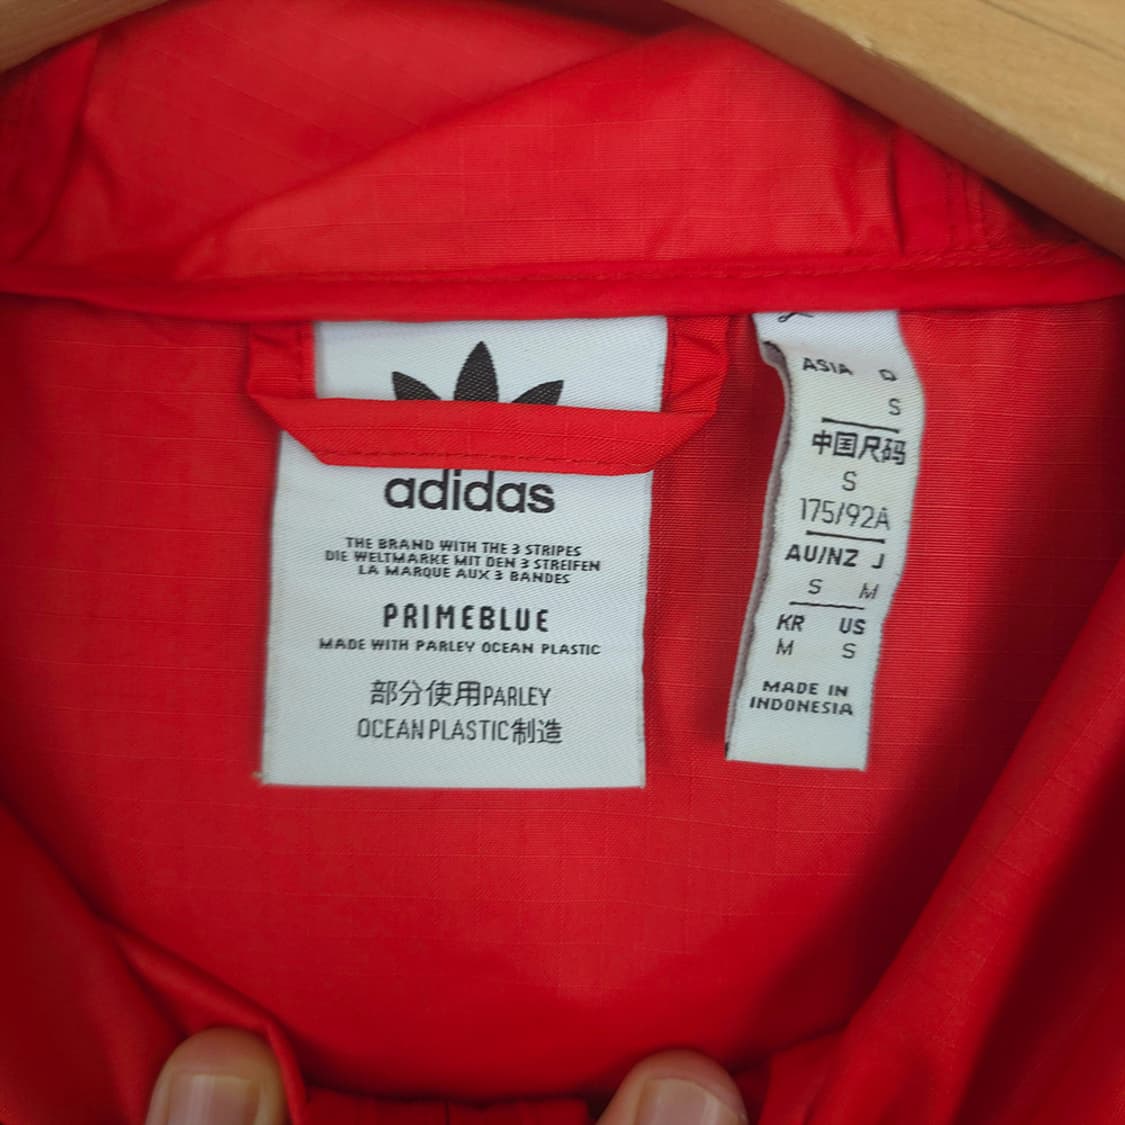 adidas
THE BRAND WITH THE 3 STRIPES
DIE WELTMARKE MIT DEN 3 STREIFEN
LA MARQUE AUX 3 BANDES
PRIMEBLUE
MADE WITH PARLEY OCEAN PLASTIC
部分使用PARLEY
OCEAN PLASTIC制造
ASIA D
S
中国尺码
S
175/92A
AU/NZ J
S M
KR US
M S
MADE IN
INDONESIA